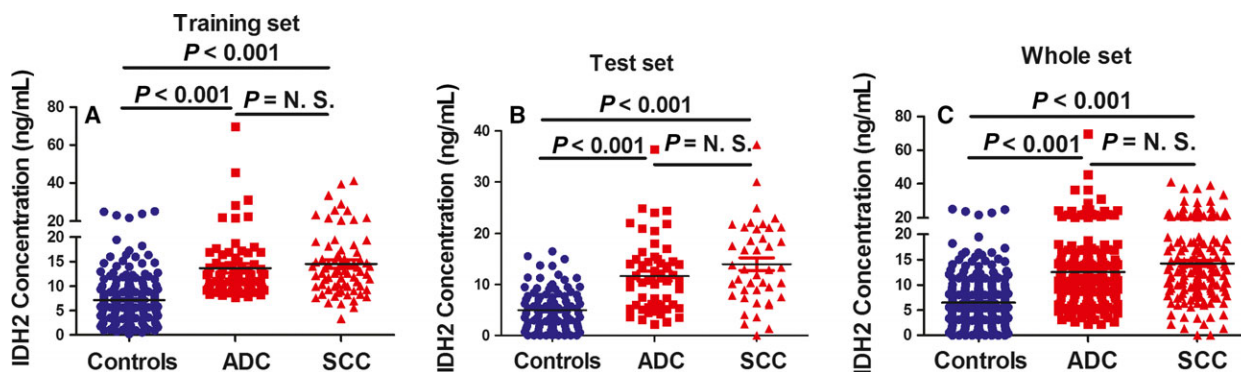 Training set
P < 0.001
P < 0.001 P = N. S.
A
IDH2 Concentration (ng/mL)
80
60
40
20
20
15
10
5
0
Controls ADC SCC
Test set
P < 0.001
P < 0.001 P = N. S.
B
IDH2 Concentration (ng/mL)
40
30
20
10
0
Controls ADC SCC
Whole set
P < 0.001
P < 0.001 P = N. S.
C
IDH2 Concentration (ng/mL)
80
60
40
20
20
15
10
5
0
Controls ADC SCC